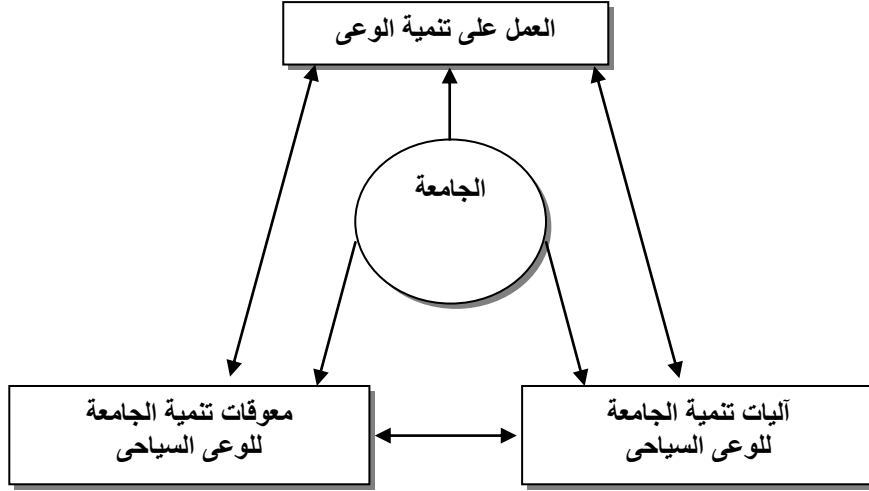 العمل على تنمية الوعى
الجامعة
آليات تنمية الجامعة
للوعى السياحى
معوقات تنمية الجامعة
للوعى السياحى